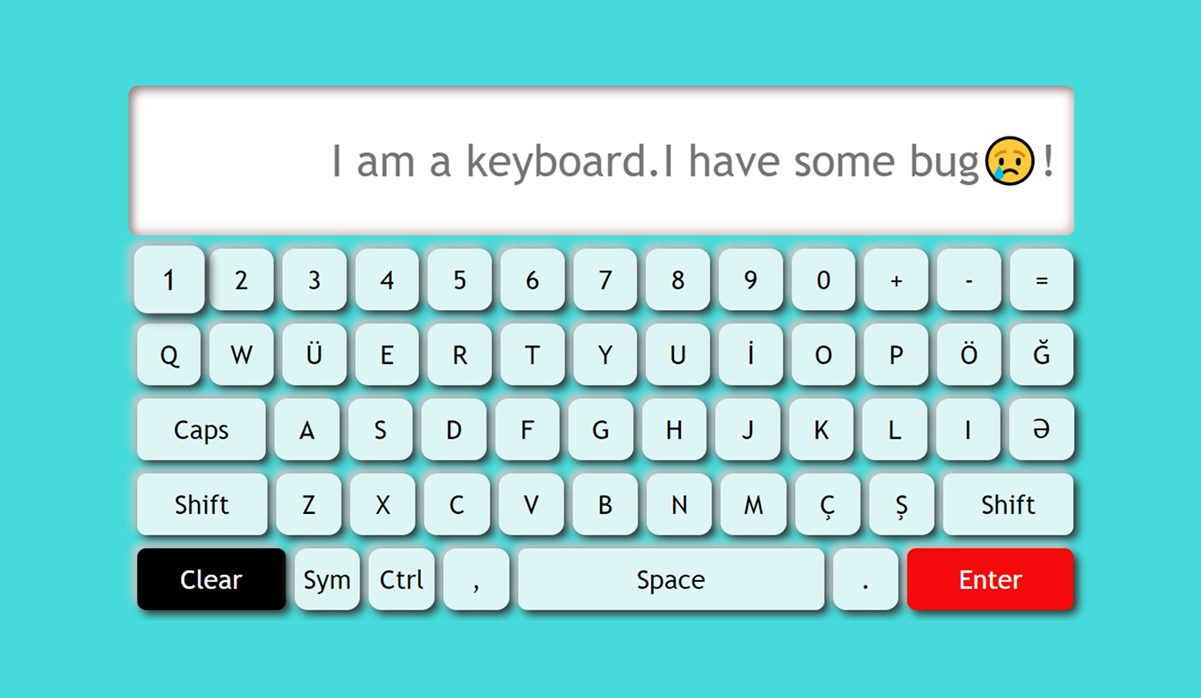 I am a keyboard.I have some bug😢!
1 2 3 4 5 6 7 8 9 0 + - =
Q W Ü E R T Y U İ O P Ö Ğ
Caps A S D F G H J K L I Ə
Shift Z X C V B N M Ç Ş Shift
Clear Sym Ctrl , Space . Enter